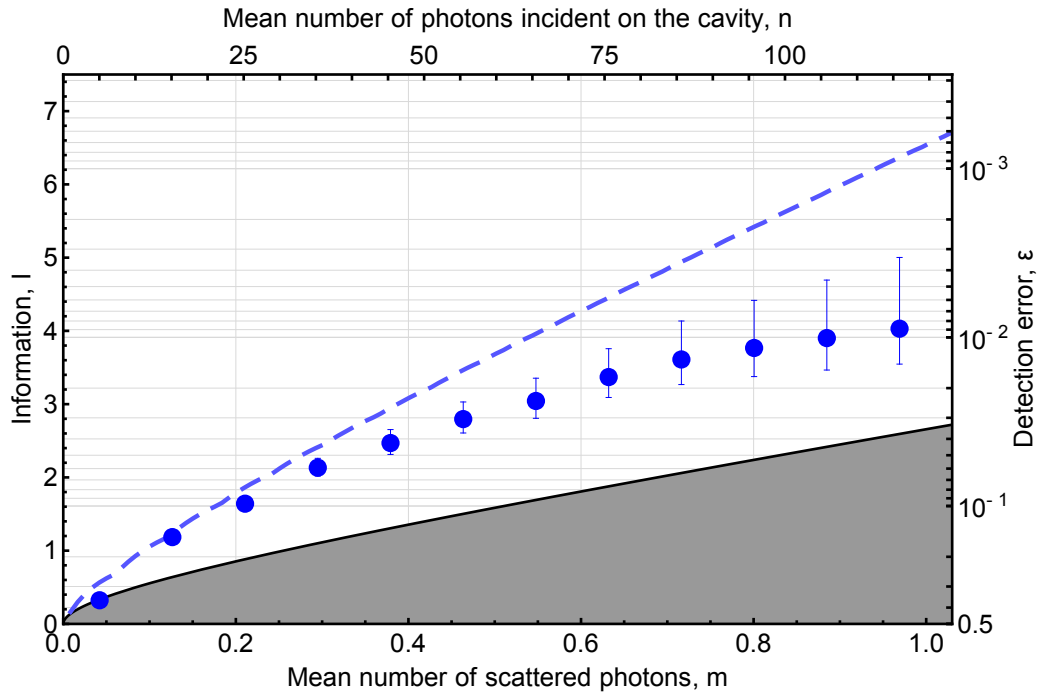 Mean number of photons incident on the cavity, n
0 25 50 75 100
7
6
5
4
3
2
1
0
Information, I
10-3
10-2
10-1
0.5
Detection error, ε
0.0 0.2 0.4 0.6 0.8 1.0
Mean number of scattered photons, m